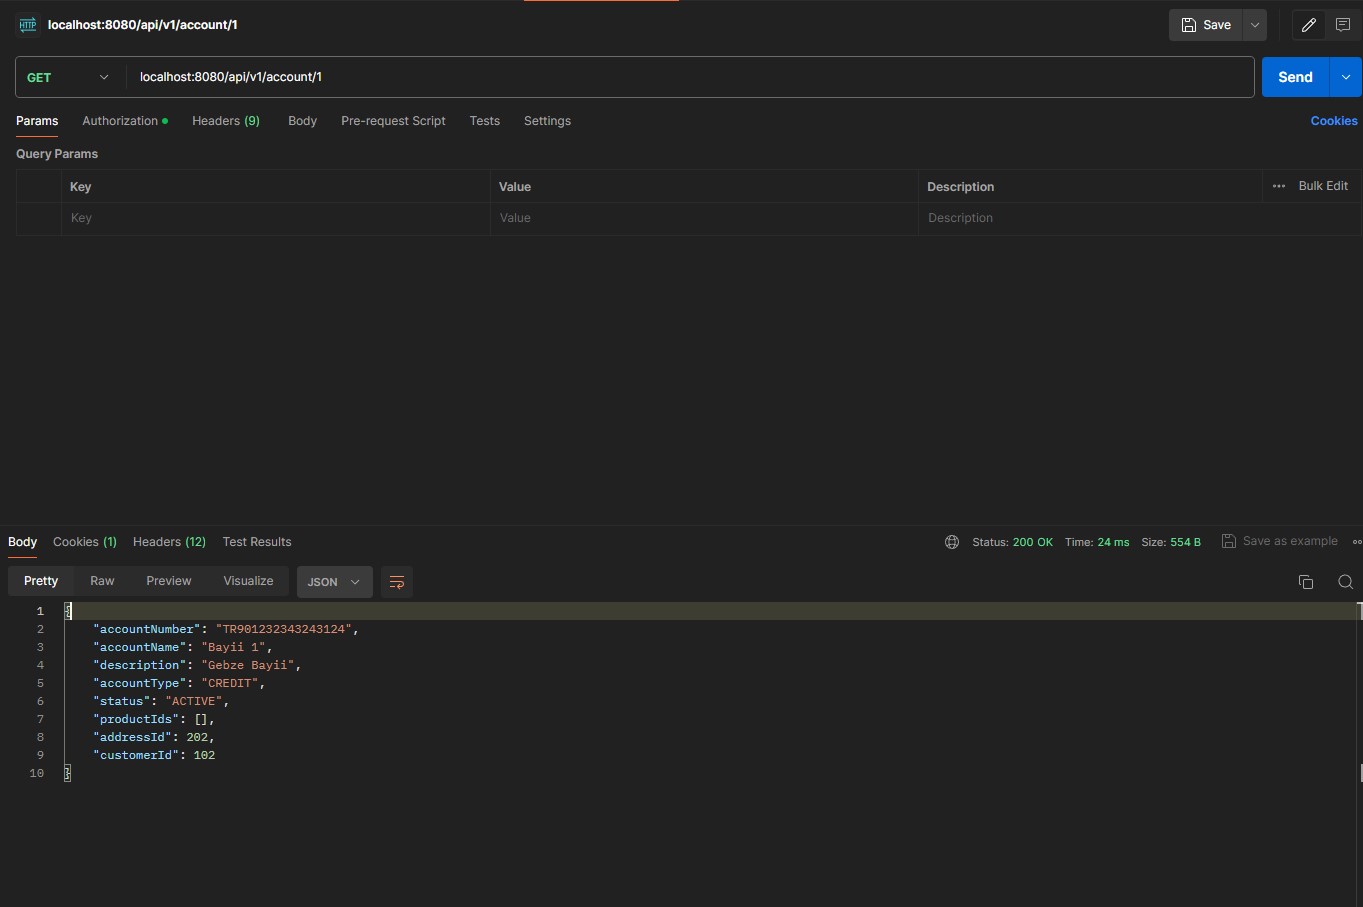 HTTP localhost:8080/api/v1/account/1 Save
GET localhost:8080/api/v1/account/1 Send
Params Authorization Headers (9) Body Pre-request Script Tests Settings Cookies
Query Params
Key Value Description ••• Bulk Edit
Key Value Description
Body Cookies (1) Headers (12) Test Results Status: 200 OK Time: 24 ms Size: 554 B Save as example
Pretty Raw Preview Visualize JSON
1 {
2 "accountNumber": "TR901232343243124",
3 "accountName": "Bayii 1",
4 "description": "Gebze Bayii",
5 "accountType": "CREDIT",
6 "status": "ACTIVE",
7 "productIds": [],
8 "addressId": 202,
9 "customerId": 102
10 }